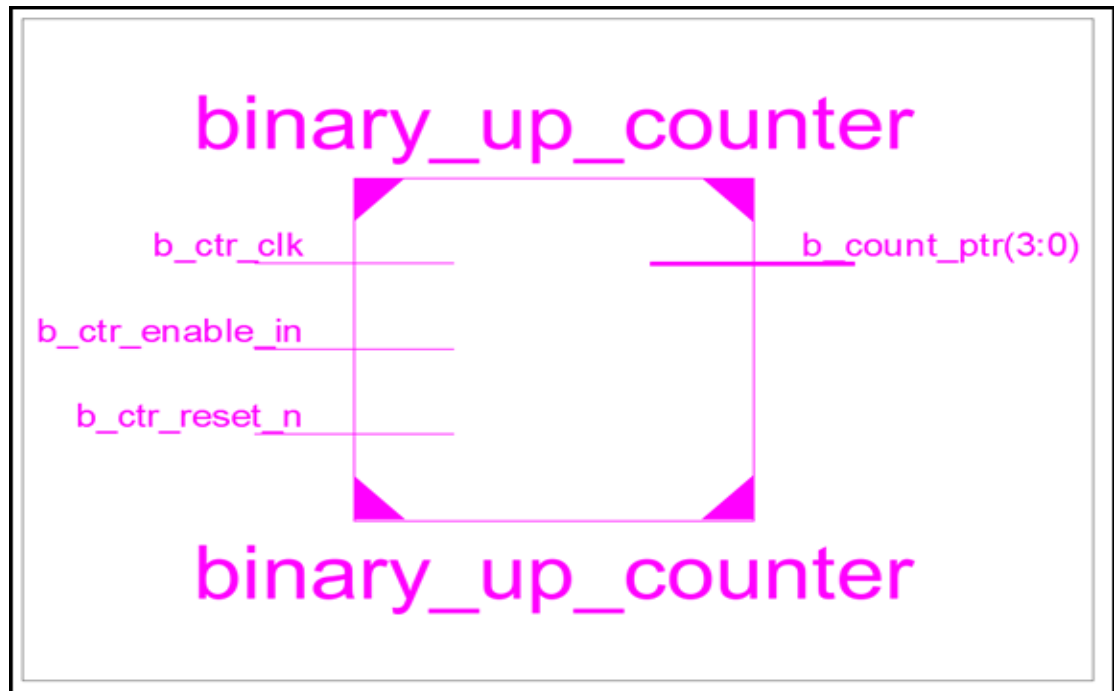 binary_up_counter
b_ctr_clk
b_count_ptr(3:0)
b_ctr_enable_in
b_ctr_reset_n
binary_up_counter